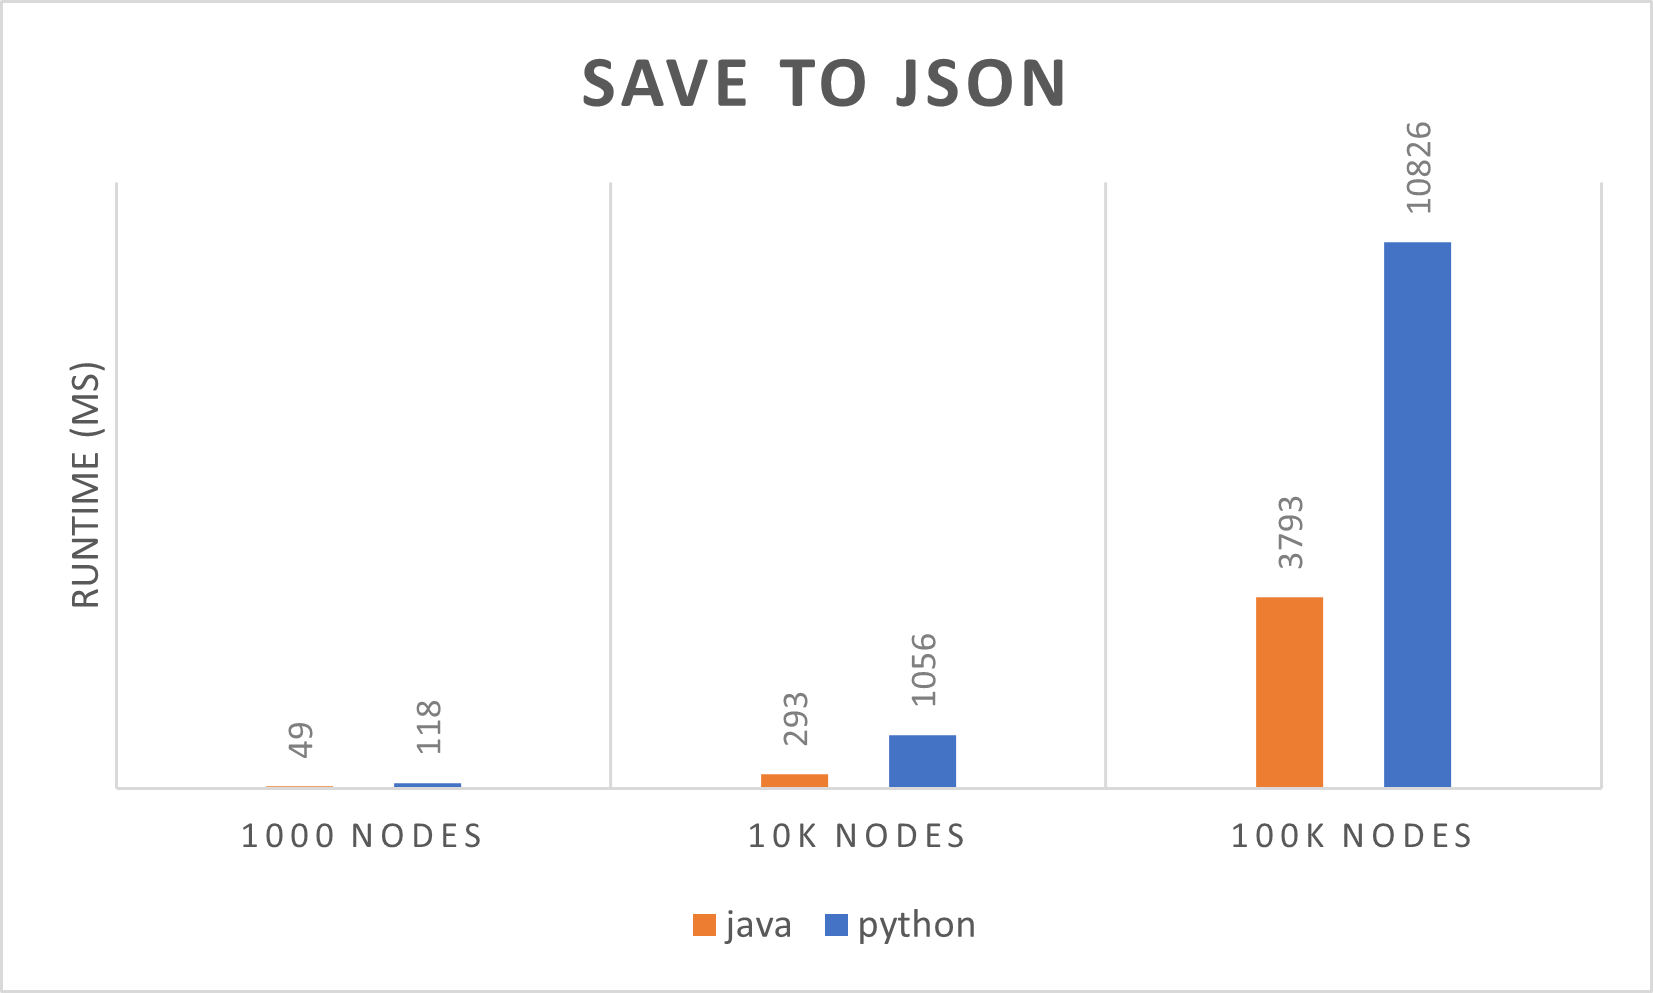 SAVE TO JSON
RUNTIME (MS)
49
118
293
1056
3793
10826
1000 NODES
10K NODES
100K NODES
java
python